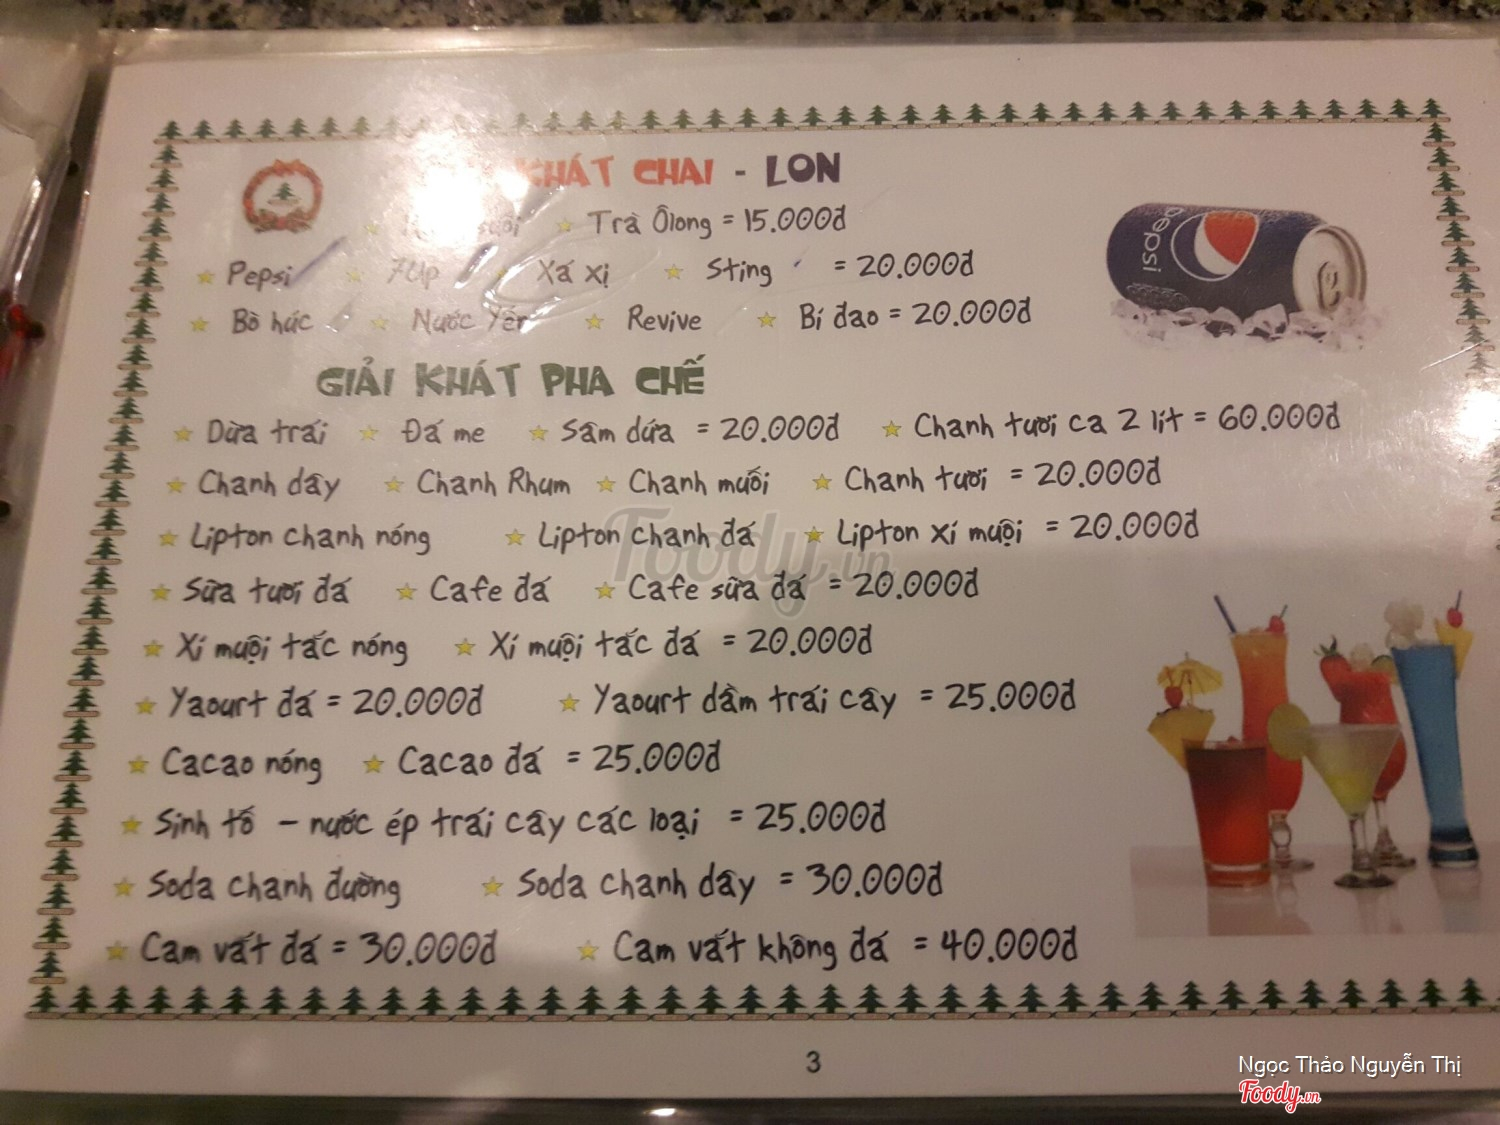 KHÁT CHAI - LON
Trà Ôlong = 15.000đ
Pepsi 7Up Xá xị Sting = 20.000đ
Bò húc Nước Yến Revive Bí đao = 20.000đ
pepsi
GIẢI KHÁT PHA CHẾ
Dừa trái Đá me Sâm dứa = 20.000đ Chanh tươi ca 2 lít = 60.000đ
Chanh dây Chanh Rhum Chanh muối Chanh tươi = 20.000đ
Lipton chanh nóng Lipton chanh đá Lipton xí muội = 20.000đ
Foody.vn
Sữa tươi đá Cafe đá Cafe sữa đá = 20.000đ
Xí muội tắc nóng Xí muội tắc đá = 20.000đ
Yaourt đá = 20.000đ Yaourt dầm trái cây = 25.000đ
Cacao nóng Cacao đá = 25.000đ
Sinh tố - nước ép trái cây các loại = 25.000đ
Soda chanh đường Soda chanh dây = 30.000đ
Cam vắt đá = 30.000đ Cam vắt không đá = 40.000đ
3
Ngọc Thảo Nguyễn Thị
Foody.vn